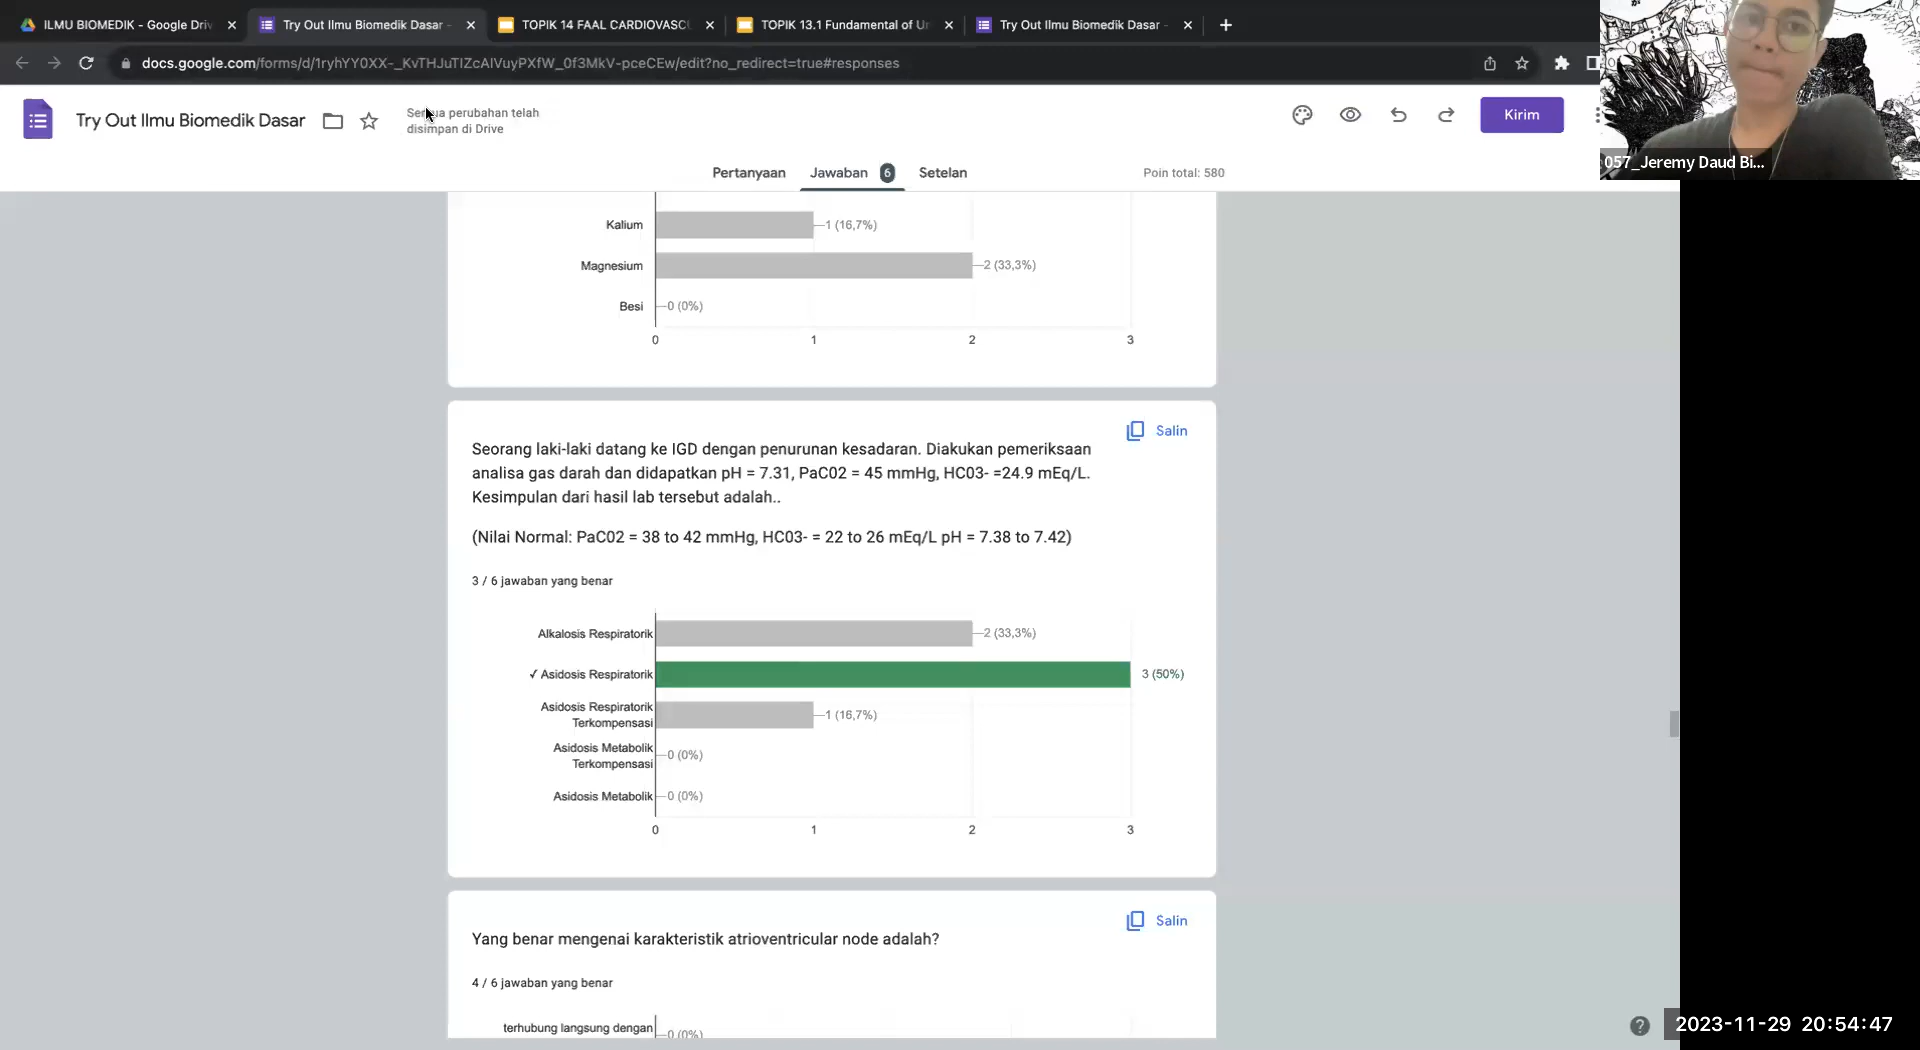 ILMU BIOMEDIK - Google Driv
Try Out Ilmu Biomedik Dasar -
TOPIK 14 FAAL CARDIOVASCU
TOPIK 13.1 Fundamental of Ur
Try Out Ilmu Biomedik Dasar -
docs.google.com/forms/d/1ryhYY0XX-_KvTHJuTIZcAIVuyPXfW_0f3MkV-pceCEw/edit?no_redirect=true#responses
Try Out Ilmu Biomedik Dasar
Semua perubahan telah
disimpan di Drive
Kirim
057_Jeremy Daud Bi...
Pertanyaan
Jawaban 6
Setelan
Poin total: 580
Kalium
1 (16,7%)
Magnesium
2 (33,3%)
Besi
0 (0%)
0 1 2 3
Salin
Seorang laki-laki datang ke IGD dengan penurunan kesadaran. Diakukan pemeriksaan
analisa gas darah dan didapatkan pH = 7.31, PaC02 = 45 mmHg, HC03- =24.9 mEq/L.
Kesimpulan dari hasil lab tersebut adalah..
(Nilai Normal: PaC02 = 38 to 42 mmHg, HC03- = 22 to 26 mEq/L pH = 7.38 to 7.42)
3 / 6 jawaban yang benar
Alkalosis Respiratorik
2 (33,3%)
✓ Asidosis Respiratorik
3 (50%)
Asidosis Respiratorik
Terkompensasi
1 (16,7%)
Asidosis Metabolik
Terkompensasi
0 (0%)
Asidosis Metabolik
0 (0%)
0 1 2 3
Salin
Yang benar mengenai karakteristik atrioventricular node adalah?
4 / 6 jawaban yang benar
terhubung langsung dengan
0 (0%)
2023-11-29 20:54:47